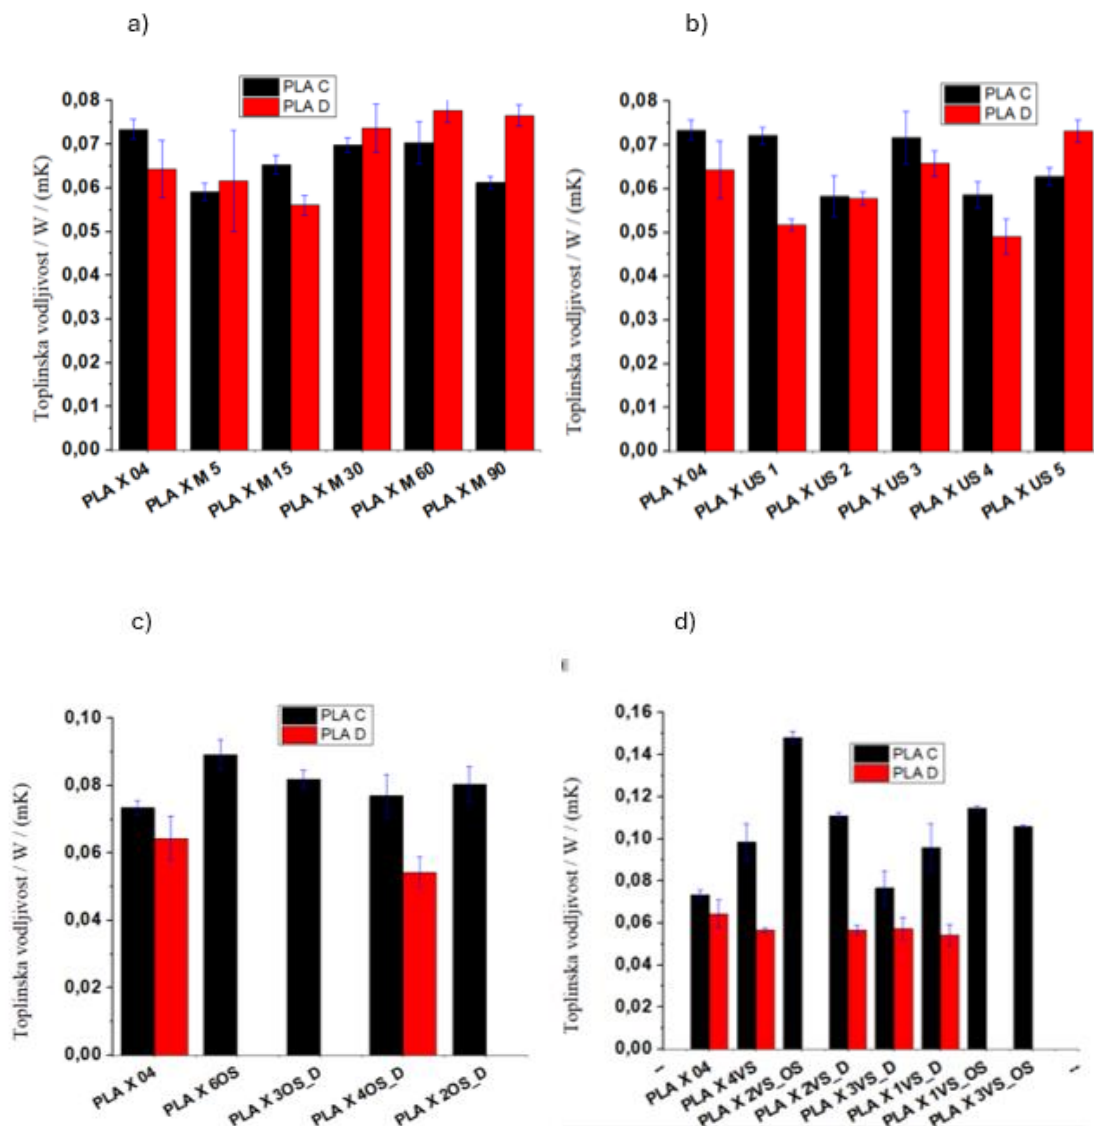 a)
PLA C
PLA D
0,08
0,07
0,06
0,05
0,04
0,03
0,02
0,01
0,00
Toplinska vodljivost / W / (mK)
PLA X 04
PLA X M 5
PLA X M 15
PLA X M 30
PLA X M 60
PLA X M 90
b)
PLA C
PLA D
0,08
0,07
0,06
0,05
0,04
0,03
0,02
0,01
0,00
Toplinska vodljivost / W / (mK)
PLA X 04
PLA X US 1
PLA X US 2
PLA X US 3
PLA X US 4
PLA X US 5
c)
PLA C
PLA D
0,10
0,08
0,06
0,04
0,02
0,00
Toplinska vodljivost / W / (mK)
PLA X 04
PLA X 6OS
PLA X 3OS_D
PLA X 4OS_D
PLA X 2OS_D
d)
PLA C
PLA D
0,16
0,14
0,12
0,10
0,08
0,06
0,04
0,02
0,00
Toplinska vodljivost / W / (mK)
--
PLA X 04
PLA X 4VS
PLA X 2VS_OS
PLA X 2VS_D
PLA X 3VS_D
PLA X 1VS_D
PLA X 1VS_OS
PLA X 3VS_OS
--